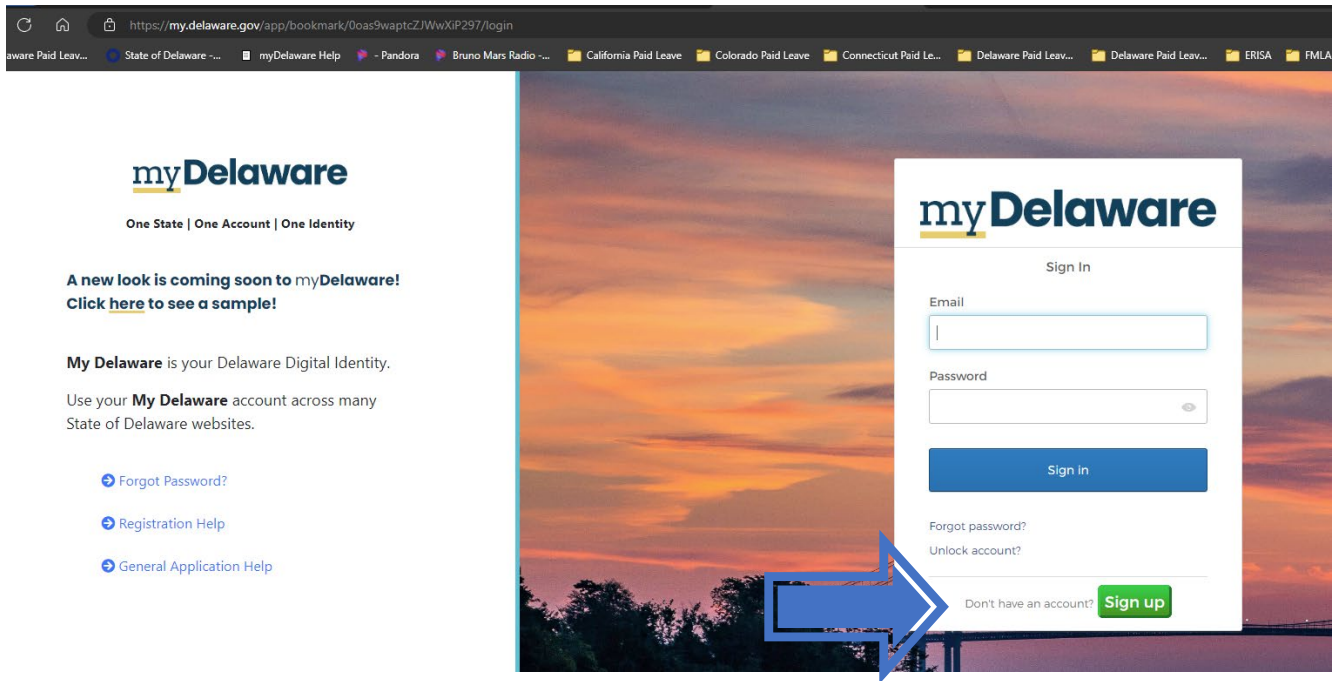 https://my.delaware.gov/app/bookmark/0oas9waptcZJWwXiP297/login
aware Paid Leav... State of Delaware -... myDelaware Help - Pandora Bruno Mars Radio -... California Paid Leave Colorado Paid Leave Connecticut Paid Le... Delaware Paid Leav... Delaware Paid Leav... ERISA FMLA
myDelaware
One State | One Account | One Identity
A new look is coming soon to myDelaware!
Click here to see a sample!
My Delaware is your Delaware Digital Identity.
Use your My Delaware account across many
State of Delaware websites.
Forgot Password?
Registration Help
General Application Help
myDelaware
Sign In
Email
Password
Sign in
Forgot password?
Unlock account?
Don't have an account? Sign up